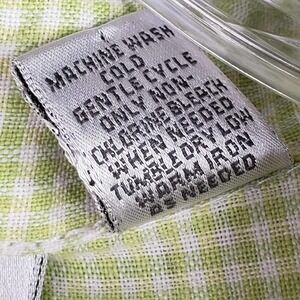 MACHINE WASH
COLD
GENTLE CYCLE
ONLY NON-
CHLORINE BLEACH
WHEN NEEDED
TUMBLE DRY LOW
WARM IRON
AS NEEDED